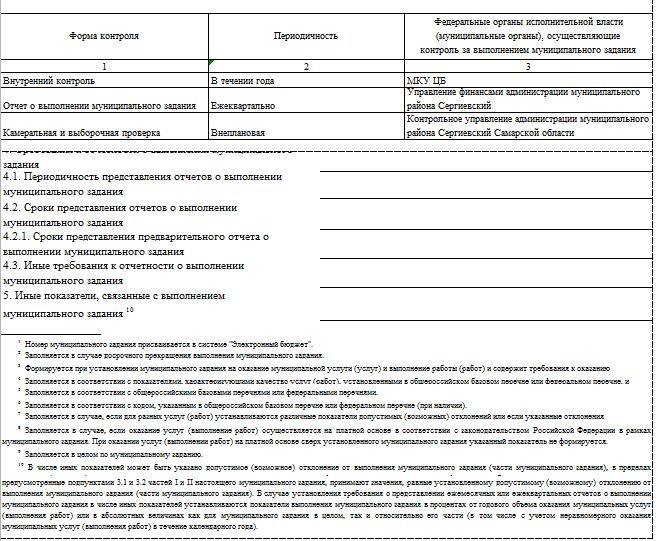 Форма контроля
Периодичность
Федеральные органы исполнительной власти
(муниципальные органы), осуществляющие
контроль за выполнением муниципального задания
1
2
3
Внутренний контроль
В течении года
МКУ ЦБ
Отчет о выполнении муниципального задания
Ежеквартально
Управление финансами администрации муниципального
района Сергиевский
Камеральная и выборочная проверка
Внеплановая
Контрольное управление администрации муниципального
района Сергиевский Самарской области
задания
4.1. Периодичность представления отчетов о выполнении
муниципального задания
4.2. Сроки представления отчетов о выполнении
муниципального задания
4.2.1. Сроки представления предварительного отчета о
выполнении муниципального задания
4.3. Иные требования к отчетности о выполнении
муниципального задания
5. Иные показатели, связанные с выполнением
муниципального задания 10
1 Номер муниципального задания присваивается в системе "Электронный бюджет".
2 Заполняется в случае досрочного прекращения выполнения муниципального задания.
3 Формируется при установлении муниципального задания на оказание муниципальной услуги (услуг) и выполнение работы (работ) и содержит требования к оказанию
4 Заполняется в соответствии с показателями, характеризующими качество услуг (работ), установленными в общероссийском базовом перечне или федеральном перечне, и
5 Заполняется в соответствии с общероссийскими базовыми перечнями или федеральными перечнями.
6 Заполняется в соответствии с кодом, указанным в общероссийском базовом перечне или федеральном перечне (при наличии).
7 Заполняется в случае, если для разных услуг (работ) устанавливаются различные показатели допустимых (возможных) отклонений или если указанные отклонения
8 Заполняется в случае, если оказание услуг (выполнение работ) осуществляется на платной основе в соответствии с законодательством Российской Федерации в рамках
муниципального задания. При оказании услуг (выполнении работ) на платной основе сверх установленного муниципального задания указанный показатель не формируется.
9 Заполняется в целом по муниципальному заданию.
10 В числе иных показателей может быть указано допустимое (возможное) отклонение от выполнения муниципального задания (части муниципального задания), в пределах
предусмотренные подпунктами 3.1 и 3.2 частей I и II настоящего муниципального задания, принимают значения, равные установленному допустимому (возможному) отклонению от
выполнения муниципального задания (части муниципального задания). В случае установления требования о представлении ежемесячных или ежеквартальных отчетов о выполнении
муниципального задания в числе иных показателей устанавливаются показатели выполнения муниципального задания в процентах от годового объема оказания муниципальных услуг
(выполнения работ) или в абсолютных величинах как для муниципального задания в целом, так и относительно его части (в том числе с учетом неравномерного оказания
муниципальных услуг (выполнения работ) в течение календарного года).